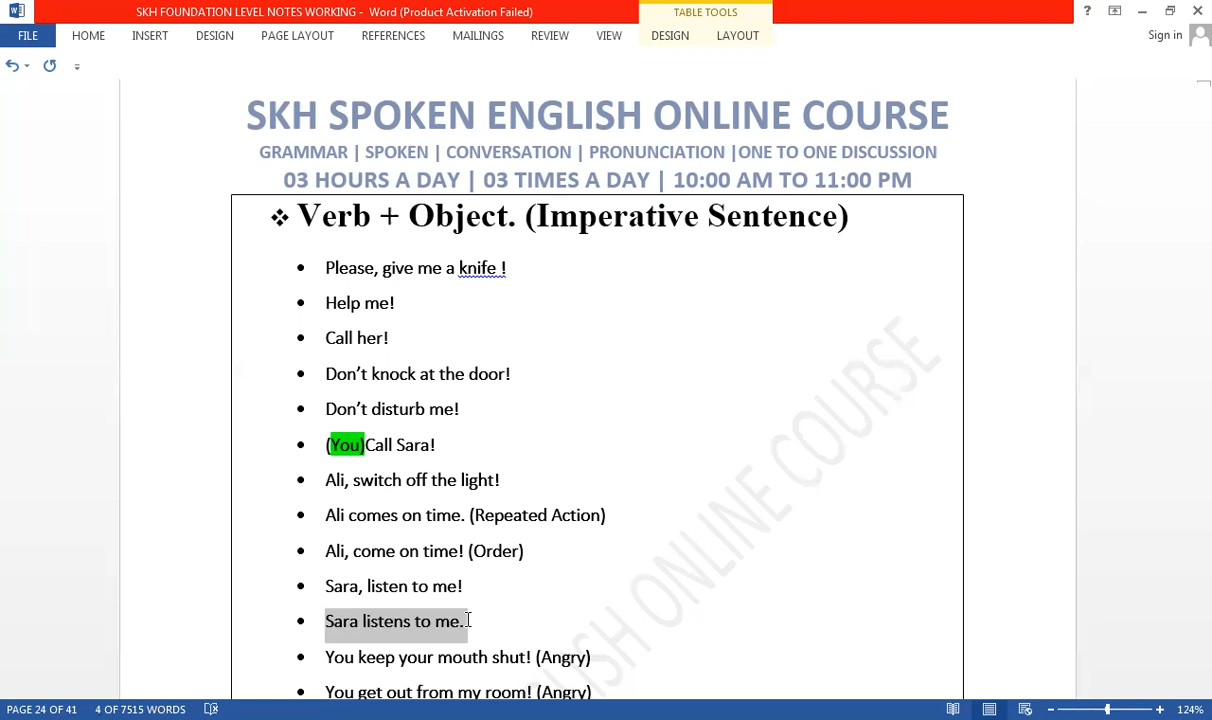 SKH FOUNDATION LEVEL NOTES WORKING - Word (Product Activation Failed)
TABLE TOOLS
?
FILE HOME INSERT DESIGN PAGE LAYOUT REFERENCES MAILINGS REVIEW VIEW DESIGN LAYOUT Sign in
SKH SPOKEN ENGLISH ONLINE COURSE
GRAMMAR | SPOKEN | CONVERSATION | PRONUNCIATION |ONE TO ONE DISCUSSION
03 HOURS A DAY | 03 TIMES A DAY | 10:00 AM TO 11:00 PM
❖ Verb + Object. (Imperative Sentence)
• Please, give me a knife !
• Help me!
• Call her!
• Don’t knock at the door!
• Don’t disturb me!
• (You)Call Sara!
• Ali, switch off the light!
• Ali comes on time. (Repeated Action)
• Ali, come on time! (Order)
• Sara, listen to me!
• Sara listens to me.
• You keep your mouth shut! (Angry)
• You get out from my room! (Angry)
ENGLISH ONLINE COURSE
PAGE 24 OF 41 4 OF 7515 WORDS 124%